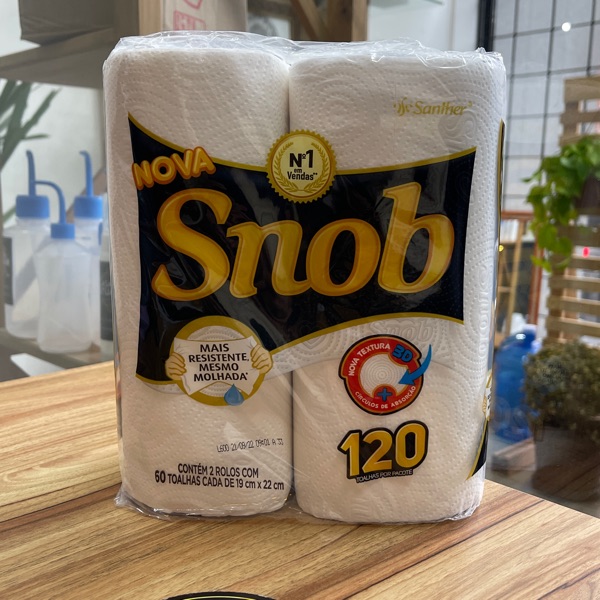 Santher
NOVA
Nº1
em
Vendas**
Snob
MAIS
RESISTENTE,
MESMO
MOLHADA*
NOVA TEXTURA 3D
+
CÍRCULOS DE ABSORÇÃO
120
TOALHAS POR PACOTE
CONTÉM 2 ROLOS COM
60 TOALHAS CADA DE 19 cm x 22 cm